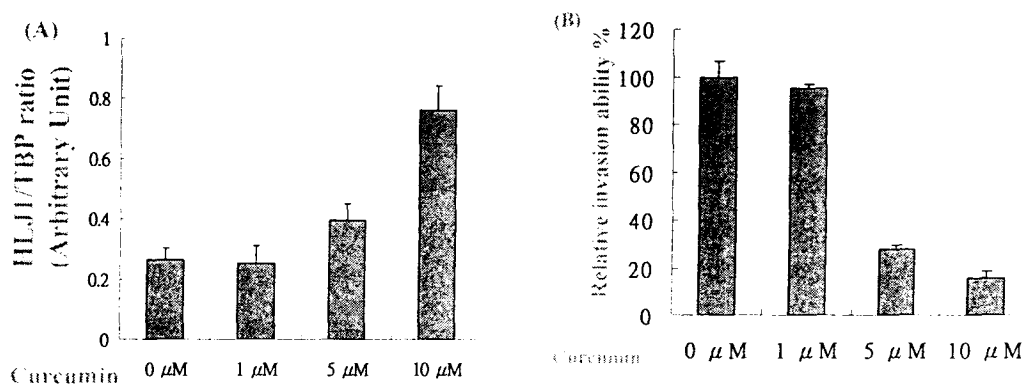 (A)
HLJ1/TBP ratio
(Arbitrary Unit)
1
0.8
0.6
0.4
0.2
0
Curcumin 0 μM 1 μM 5 μM 10 μM
(B)
Relative invasion ability %
120
100
80
60
40
20
0
Curcumin 0 μM 1 μM 5 μM 10 μM